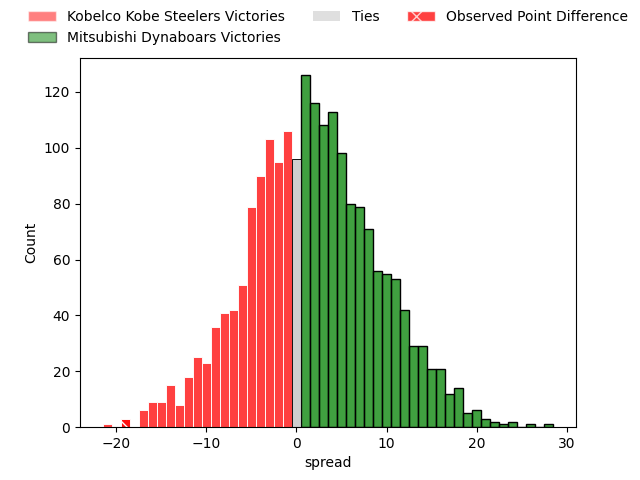 Kobelco Kobe Steelers Victories
Ties
Observed Point Difference
Mitsubishi Dynaboars Victories
120
100
80
60
40
20
0
Count
−20
−10
0
10
20
30
spread